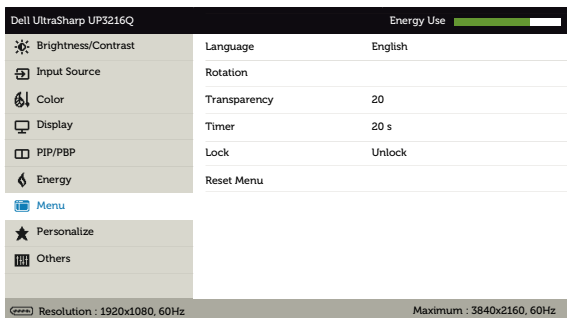 Dell UltraSharp UP3216Q Energy Use
Brightness/Contrast Language English
Input Source Rotation
Color Transparency 20
Display Timer 20 s
PIP/PBP Lock Unlock
Energy Reset Menu
Menu
Personalize
Others
Resolution : 1920x1080, 60Hz Maximum : 3840x2160, 60Hz